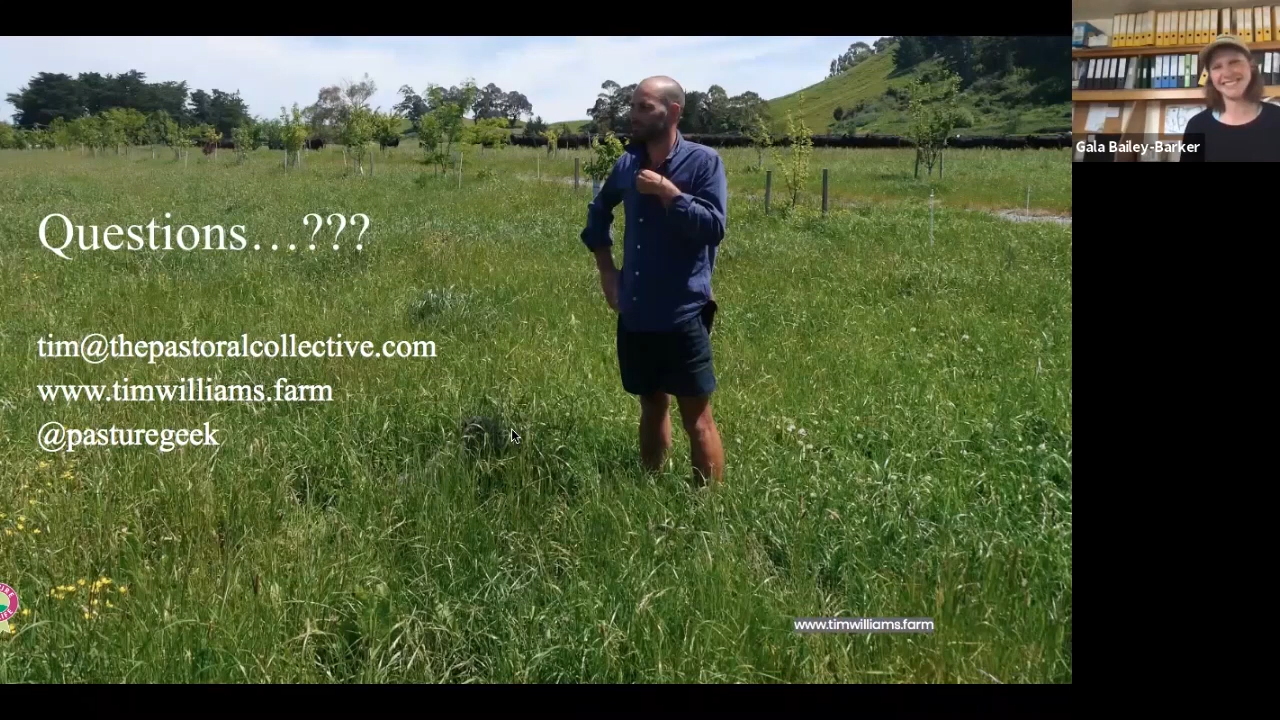 Questions...???
tim@thepastoralcollective.com
www.timwilliams.farm
@pasturegeek
www.timwilliams.farm
Gala Bailey-Barker